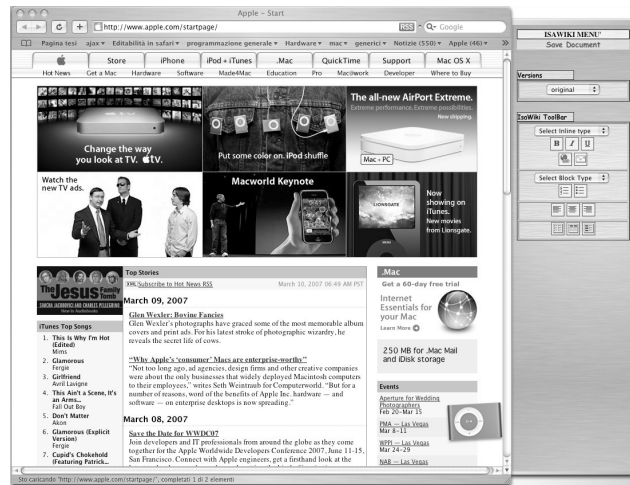 Apple – Start
http://www.apple.com/startpage/
RSS
Google
Pagina tesi ajax Editabilità in safari programmazione generale Hardware mac generici Notizie (550) Apple (46)
Store iPhone iPod + iTunes .Mac QuickTime Support Mac OS X
Hot News Get a Mac Hardware Software Made4Mac Education Pro Mac@work Developer Where to Buy
Change the way
you look at TV. tv.
Put some color on. iPod shuffle
The all-new AirPort Extreme.
Extreme performance. Extreme possibilities.
Now shipping.
Mac + PC
Watch the
new TV ads.
Macworld Keynote
LIONSGATE
Now
showing on
iTunes.
New movies
from Lionsgate.
The Jesus Family Tomb
SIMCHA JACOBOVICI AND CHARLES PELLEGRINO
Now in Audiobooks
iTunes Top Songs
1. This Is Why I'm Hot
(Edited)
Mims
2. Glamorous
Fergie
3. Girlfriend
Avril Lavigne
4. This Ain't a Scene, It's
an Arms...
Fall Out Boy
5. Don't Matter
Akon
6. Glamorous (Explicit
Version)
Fergie
7. Cupid's Chokehold
(Featuring Patrick...
Top Stories
XML Subscribe to Hot News RSS March 10, 2007 06:49 AM PST
March 09, 2007
Glen Wexler: Bovine Fancies
Glen Wexler's photographs have graced some of the most memorable album
covers and print ads. For his latest stroke of photographic wizardry, he
reveals the secret life of cows.
"Why Apple's 'consumer' Macs are enterprise-worthy"
"Not too long ago, ad agencies, design firms and other creative companies
were about the only businesses that widely deployed Macintosh computers
to their employees," writes Seth Weintraub for Computerworld. "But for a
number of reasons, word of the benefits of Apple Inc. hardware — and
software — on enterprise desktops is now spreading."
March 08, 2007
Save the Date for WWDC07
Join developers and IT professionals from around the globe as they come
together for the Apple Worldwide Developers Conference 2007, June 11-15,
San Francisco. Connect with Apple engineers, get a firsthand look at the
.Mac
Get a 60-day free trial
Internet
Essentials for
your Mac
Learn More
250 MB for .Mac Mail
and iDisk storage
Events
Aperture for Wedding
Photographers
Feb 20–Mar 15
PMA — Las Vegas
Mar 8–11
WPPI — Las Vegas
Mar 24–29
NAB — Las Vegas
Sto caricando "http://www.apple.com/startpage/", completati 1 di 2 elementi
ISAWIKI MENU'
Save Document
Versions
original
IsaWiki ToolBar
Select Inline type
B I U
Select Block Type